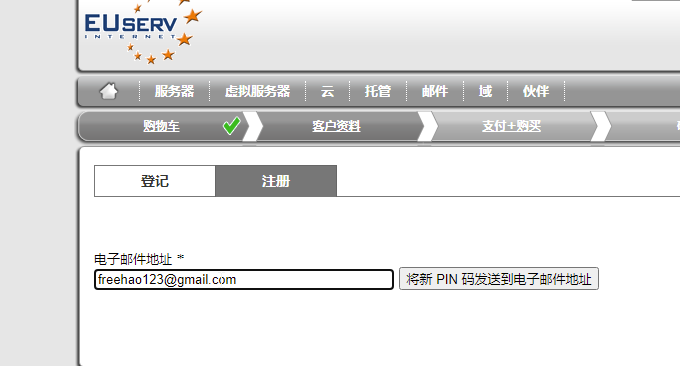 EUSERV
INTERNET
服务器 虚拟服务器 云 托管 邮件 域 伙伴
购物车 客户资料 支付+购买
登记 注册
电子邮件地址 *
freehao123@gmail.com 将新 PIN 码发送到电子邮件地址